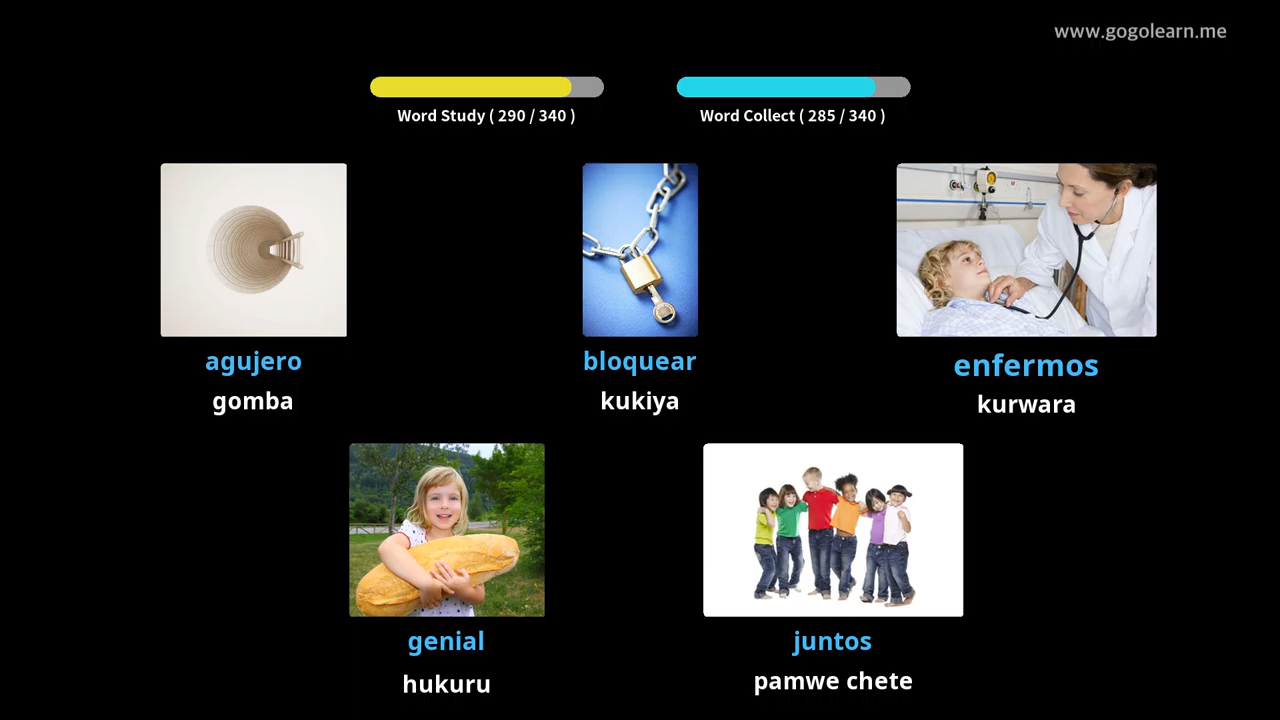 www.gogolearn.me
Word Study ( 290 / 340 )
Word Collect ( 285 / 340 )
agujero
gomba
bloquear
kukiya
enfermos
kurwara
genial
hukuru
juntos
pamwe chete